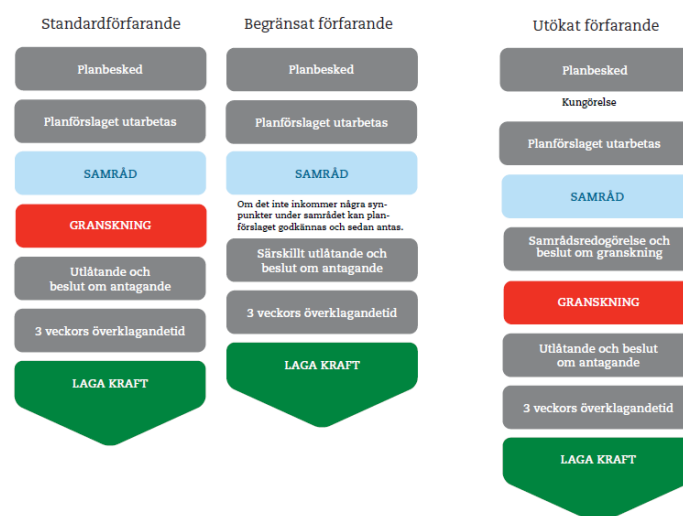 Standardförfarande
Planbesked
Planförslaget utarbetas
SAMRÅD
GRANSKNING
Utlåtande och
beslut om antagande
3 veckors överklagandetid
LAGA KRAFT
Begränsat förfarande
Planbesked
Planförslaget utarbetas
SAMRÅD
Om det inte inkommer några syn-
punkter under samrådet kan plan-
förslaget godkännas och sedan antas.
Särskillt utlåtande och
beslut om antagande
3 veckors överklagandetid
LAGA KRAFT
Utökat förfarande
Planbesked
Kungörelse
Planförslaget utarbetas
SAMRÅD
Samrådsredogörelse och
beslut om granskning
GRANSKNING
Utlåtande och beslut
om antagande
3 veckors överklagandetid
LAGA KRAFT